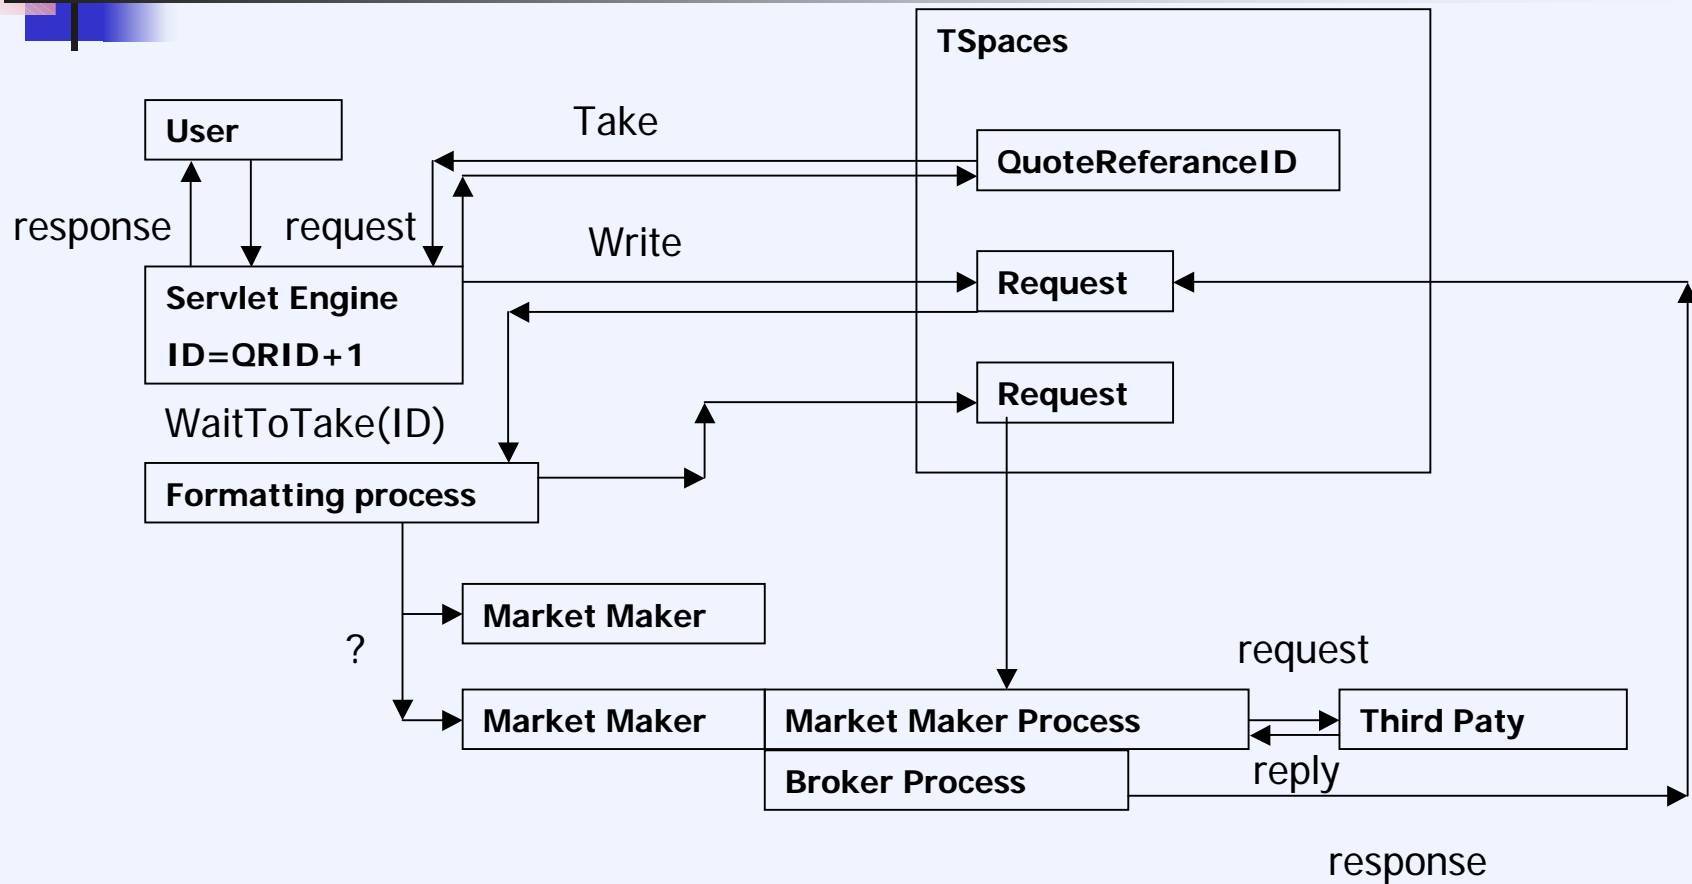 TSpaces
User
Take
QuoteReferanceID
response
request
Write
Servlet Engine
ID=QRID+1
Request
Request
WaitToTake(ID)
Formatting process
Market Maker
?
request
Market Maker
Market Maker Process
Third Paty
Broker Process
reply
response